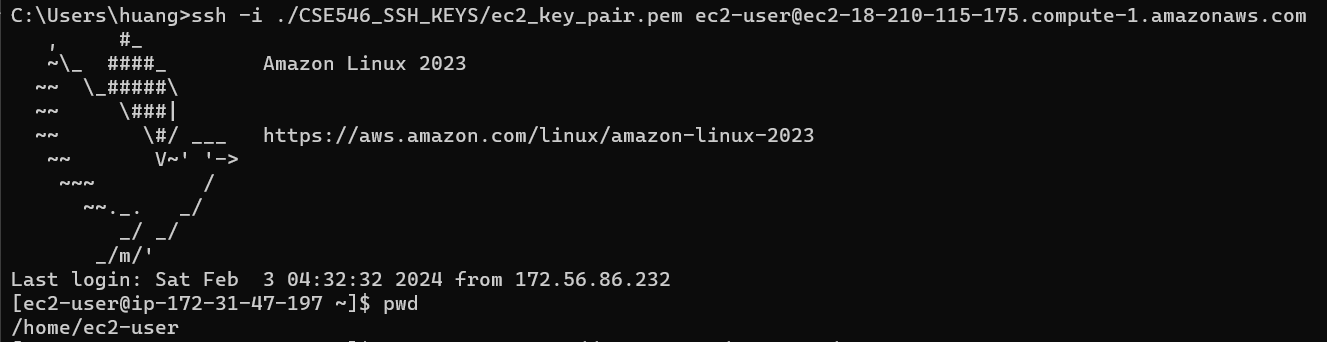 C:\Users\huang>ssh -i ./CSE546_SSH_KEYS/ec2_key_pair.pem ec2-user@ec2-18-210-115-175.compute-1.amazonaws.com
   ,     #_
   ~\_  ####_        Amazon Linux 2023
  ~~  \_#####\
  ~~     \###|
  ~~       \#/ ___   https://aws.amazon.com/linux/amazon-linux-2023
   ~~       V~' '->
    ~~~         /
      ~~._.   _/
         _/ _/
       _/m/'
Last login: Sat Feb  3 04:32:32 2024 from 172.56.86.232
[ec2-user@ip-172-31-47-197 ~]$ pwd
/home/ec2-user